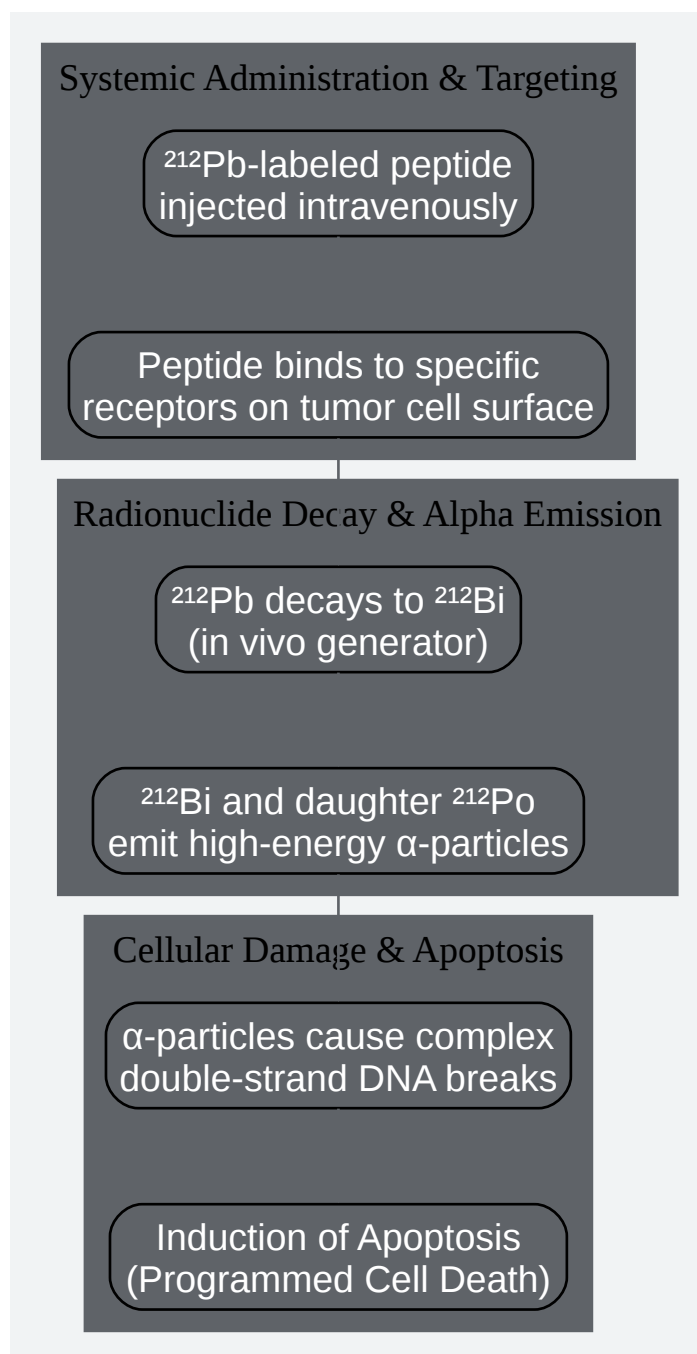 Systemic Administration & Targeting
²¹²Pb-labeled peptide
injected intravenously
Peptide binds to specific
receptors on tumor cell surface
Radionuclide Decay & Alpha Emission
²¹²Pb decays to ²¹²Bi
(in vivo generator)
²¹²Bi and daughter ²¹²Po
emit high-energy α-particles
Cellular Damage & Apoptosis
α-particles cause complex
double-strand DNA breaks
Induction of Apoptosis
(Programmed Cell Death)